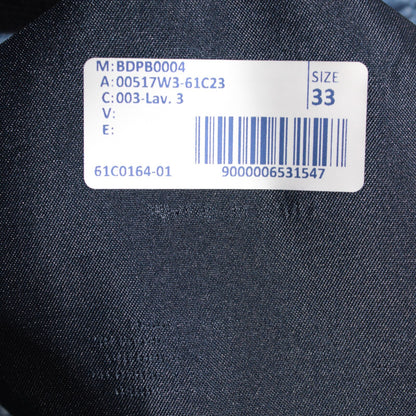 M: BDPB0004
A: 00517W3-61C23
C: 003-Lav. 3
V:
E:
SIZE
33
61C0164-01
9000006531547